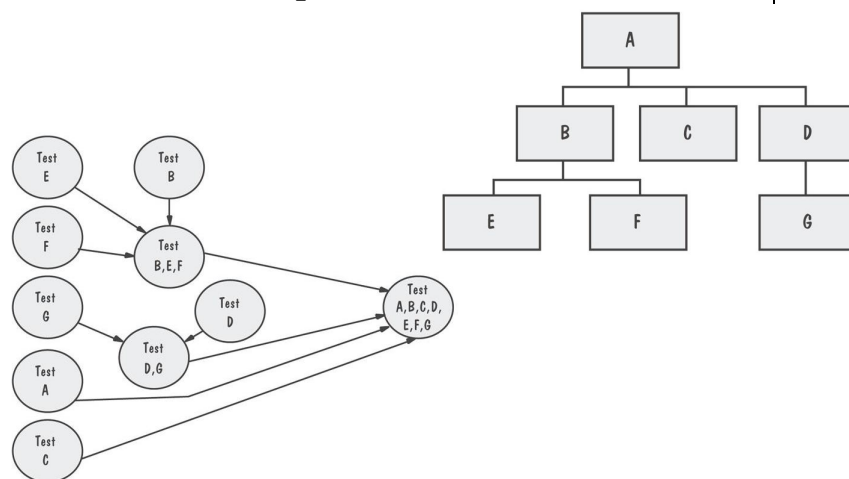 A
B
C
D
E
F
G
Test
E
Test
B
Test
F
Test
B,E,F
Test
G
Test
D
Test
A,B,C,D,
E,F,G
Test
D,G
Test
A
Test
C